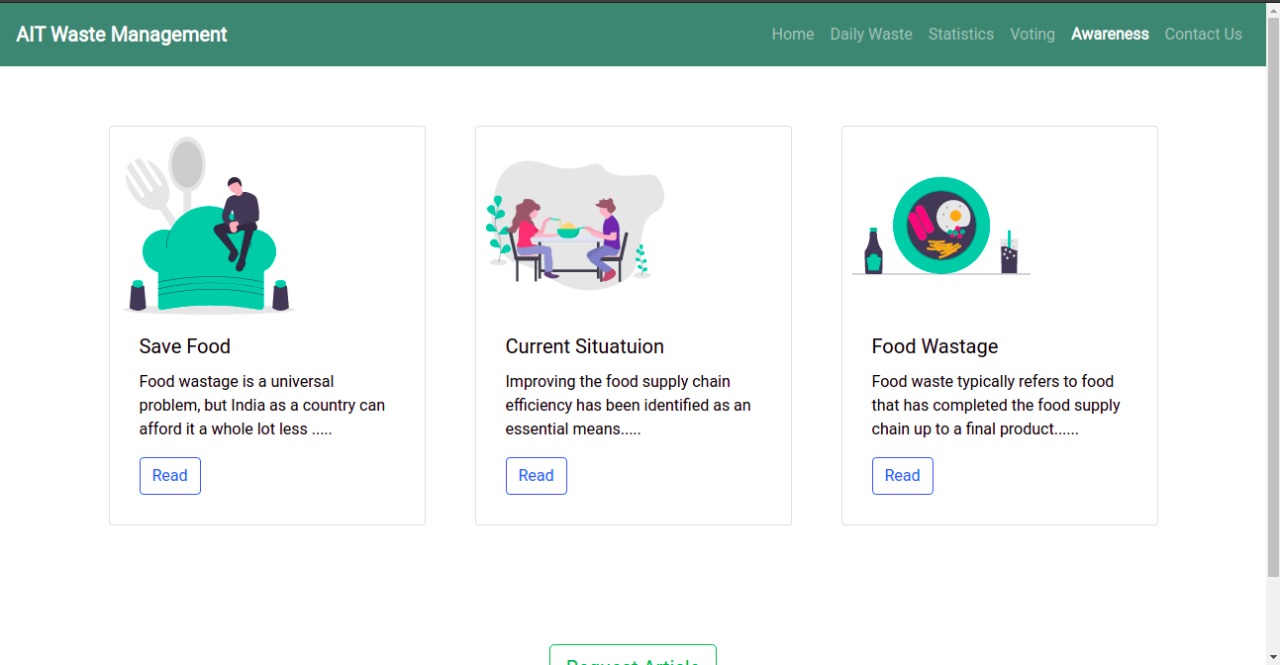 AIT Waste Management
Home Daily Waste Statistics Voting Awareness Contact Us
Save Food
Food wastage is a universal
problem, but India as a country can
afford it a whole lot less .....
Read
Current Situatuion
Improving the food supply chain
efficiency has been identified as an
essential means.....
Read
Food Wastage
Food waste typically refers to food
that has completed the food supply
chain up to a final product......
Read
Request Article